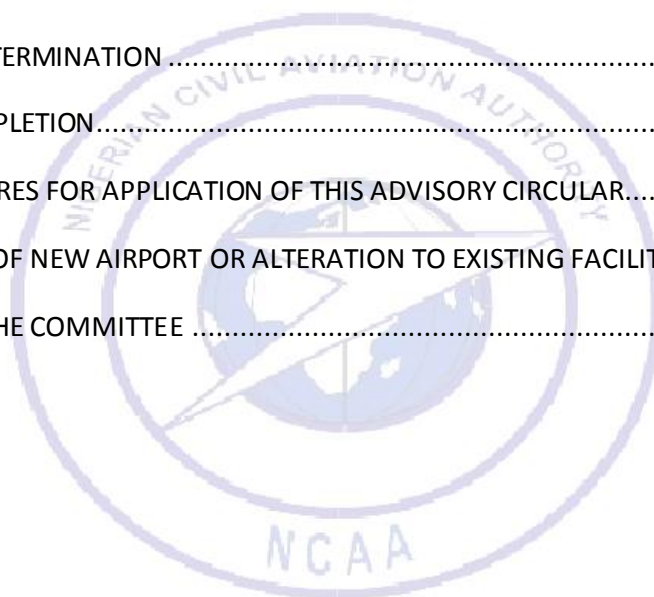 TERMINATION ..........................................................
PLETION......................................................................
RES FOR APPLICATION OF THIS ADVISORY CIRCULAR....
OF NEW AIRPORT OR ALTERATION TO EXISTING FACILIT
HE COMMITTEE .......................................................
NIGERIAN CIVIL AVIATION AUTHORITY
NCAA